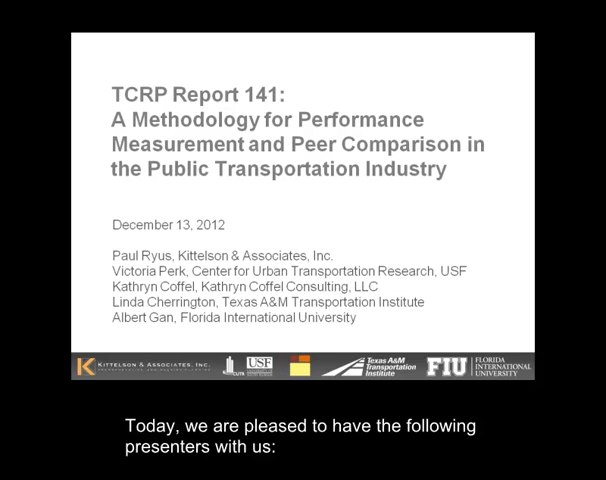 TCRP Report 141:
A Methodology for Performance
Measurement and Peer Comparison in
the Public Transportation Industry
December 13, 2012
Paul Ryus, Kittelson & Associates, Inc.
Victoria Perk, Center for Urban Transportation Research, USF
Kathryn Coffel, Kathryn Coffel Consulting, LLC
Linda Cherrington, Texas A&M Transportation Institute
Albert Gan, Florida International University
KITTELSON & ASSOCIATES, INC.
CUTR
USF
Texas A&M
Transportation
Institute
FIU
FLORIDA
INTERNATIONAL
UNIVERSITY
Today, we are pleased to have the following
presenters with us: